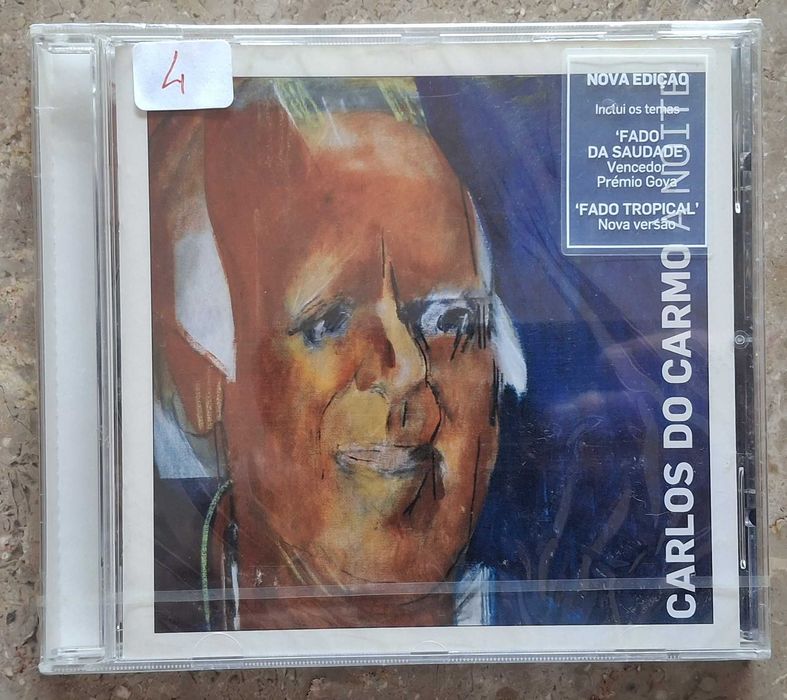 4
NOVA EDIÇÃO
Inclui os temas
'FADO
DA SAUDADE'
Vencedor
Prémio Goya
'FADO TROPICAL'
Nova versão
CARLOS DO CARMO A NOITE